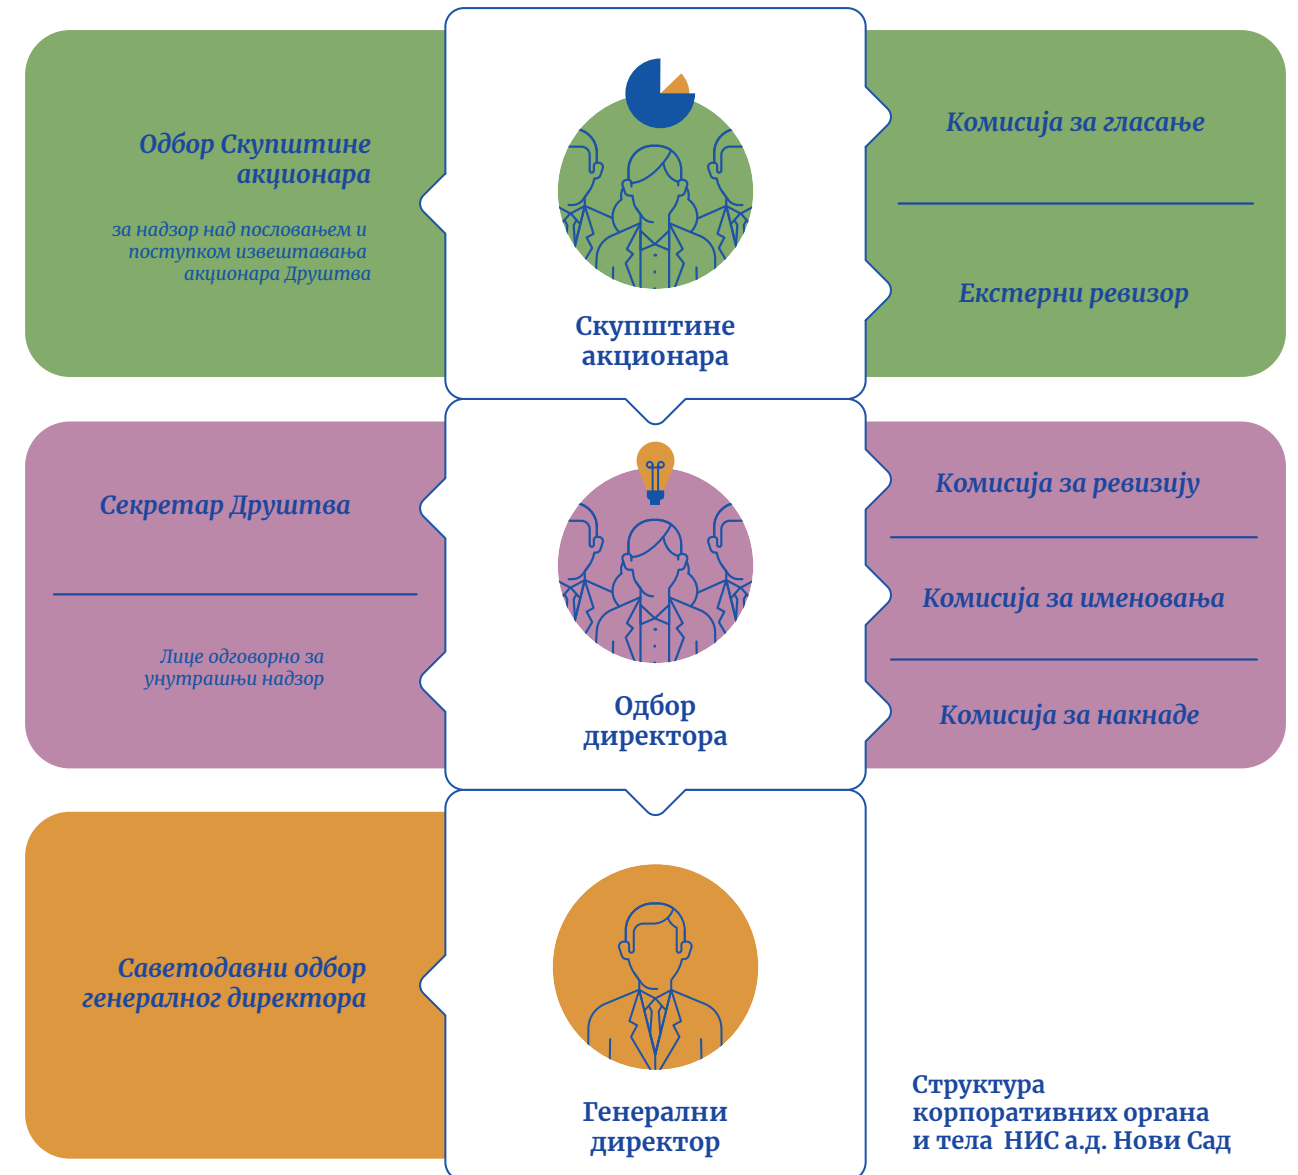 Одбор Скупштине
акционара
за надзор над пословањем и
поступком извештавања
акционара Друштва
Скупштине
акционара
Комисија за гласање
Екстерни ревизор
Секретар Друштва
Лице одговорно за
унутрашњи надзор
Одбор
директора
Комисија за ревизију
Комисија за именовања
Комисија за накнаде
Саветодавни одбор
генералног директора
Генерални
директор
Структура
корпоративних органа
и тела НИС а.д. Нови Сад